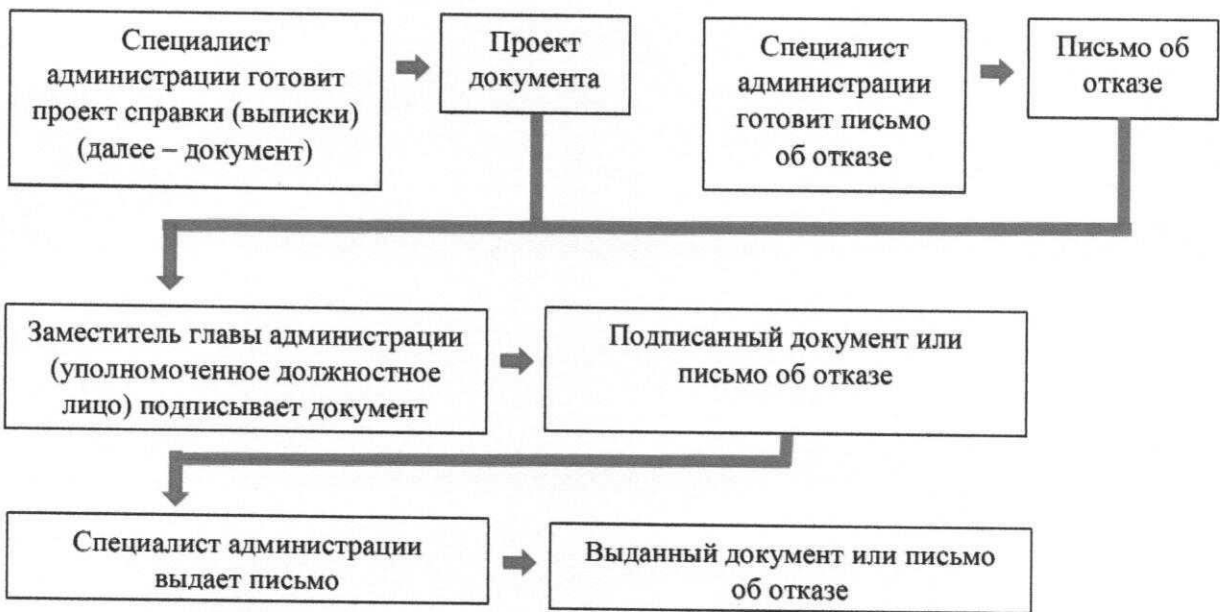 Специалист
администрации готовит
проект справки (выписки)
(далее – документ)
Проект
документа
Специалист
администрации
готовит письмо
об отказе
Письмо об
отказе
Заместитель главы администрации
(уполномоченное должностное
лицо) подписывает документ
Подписанный документ или
письмо об отказе
Специалист администрации
выдает письмо
Выданный документ или письмо
об отказе